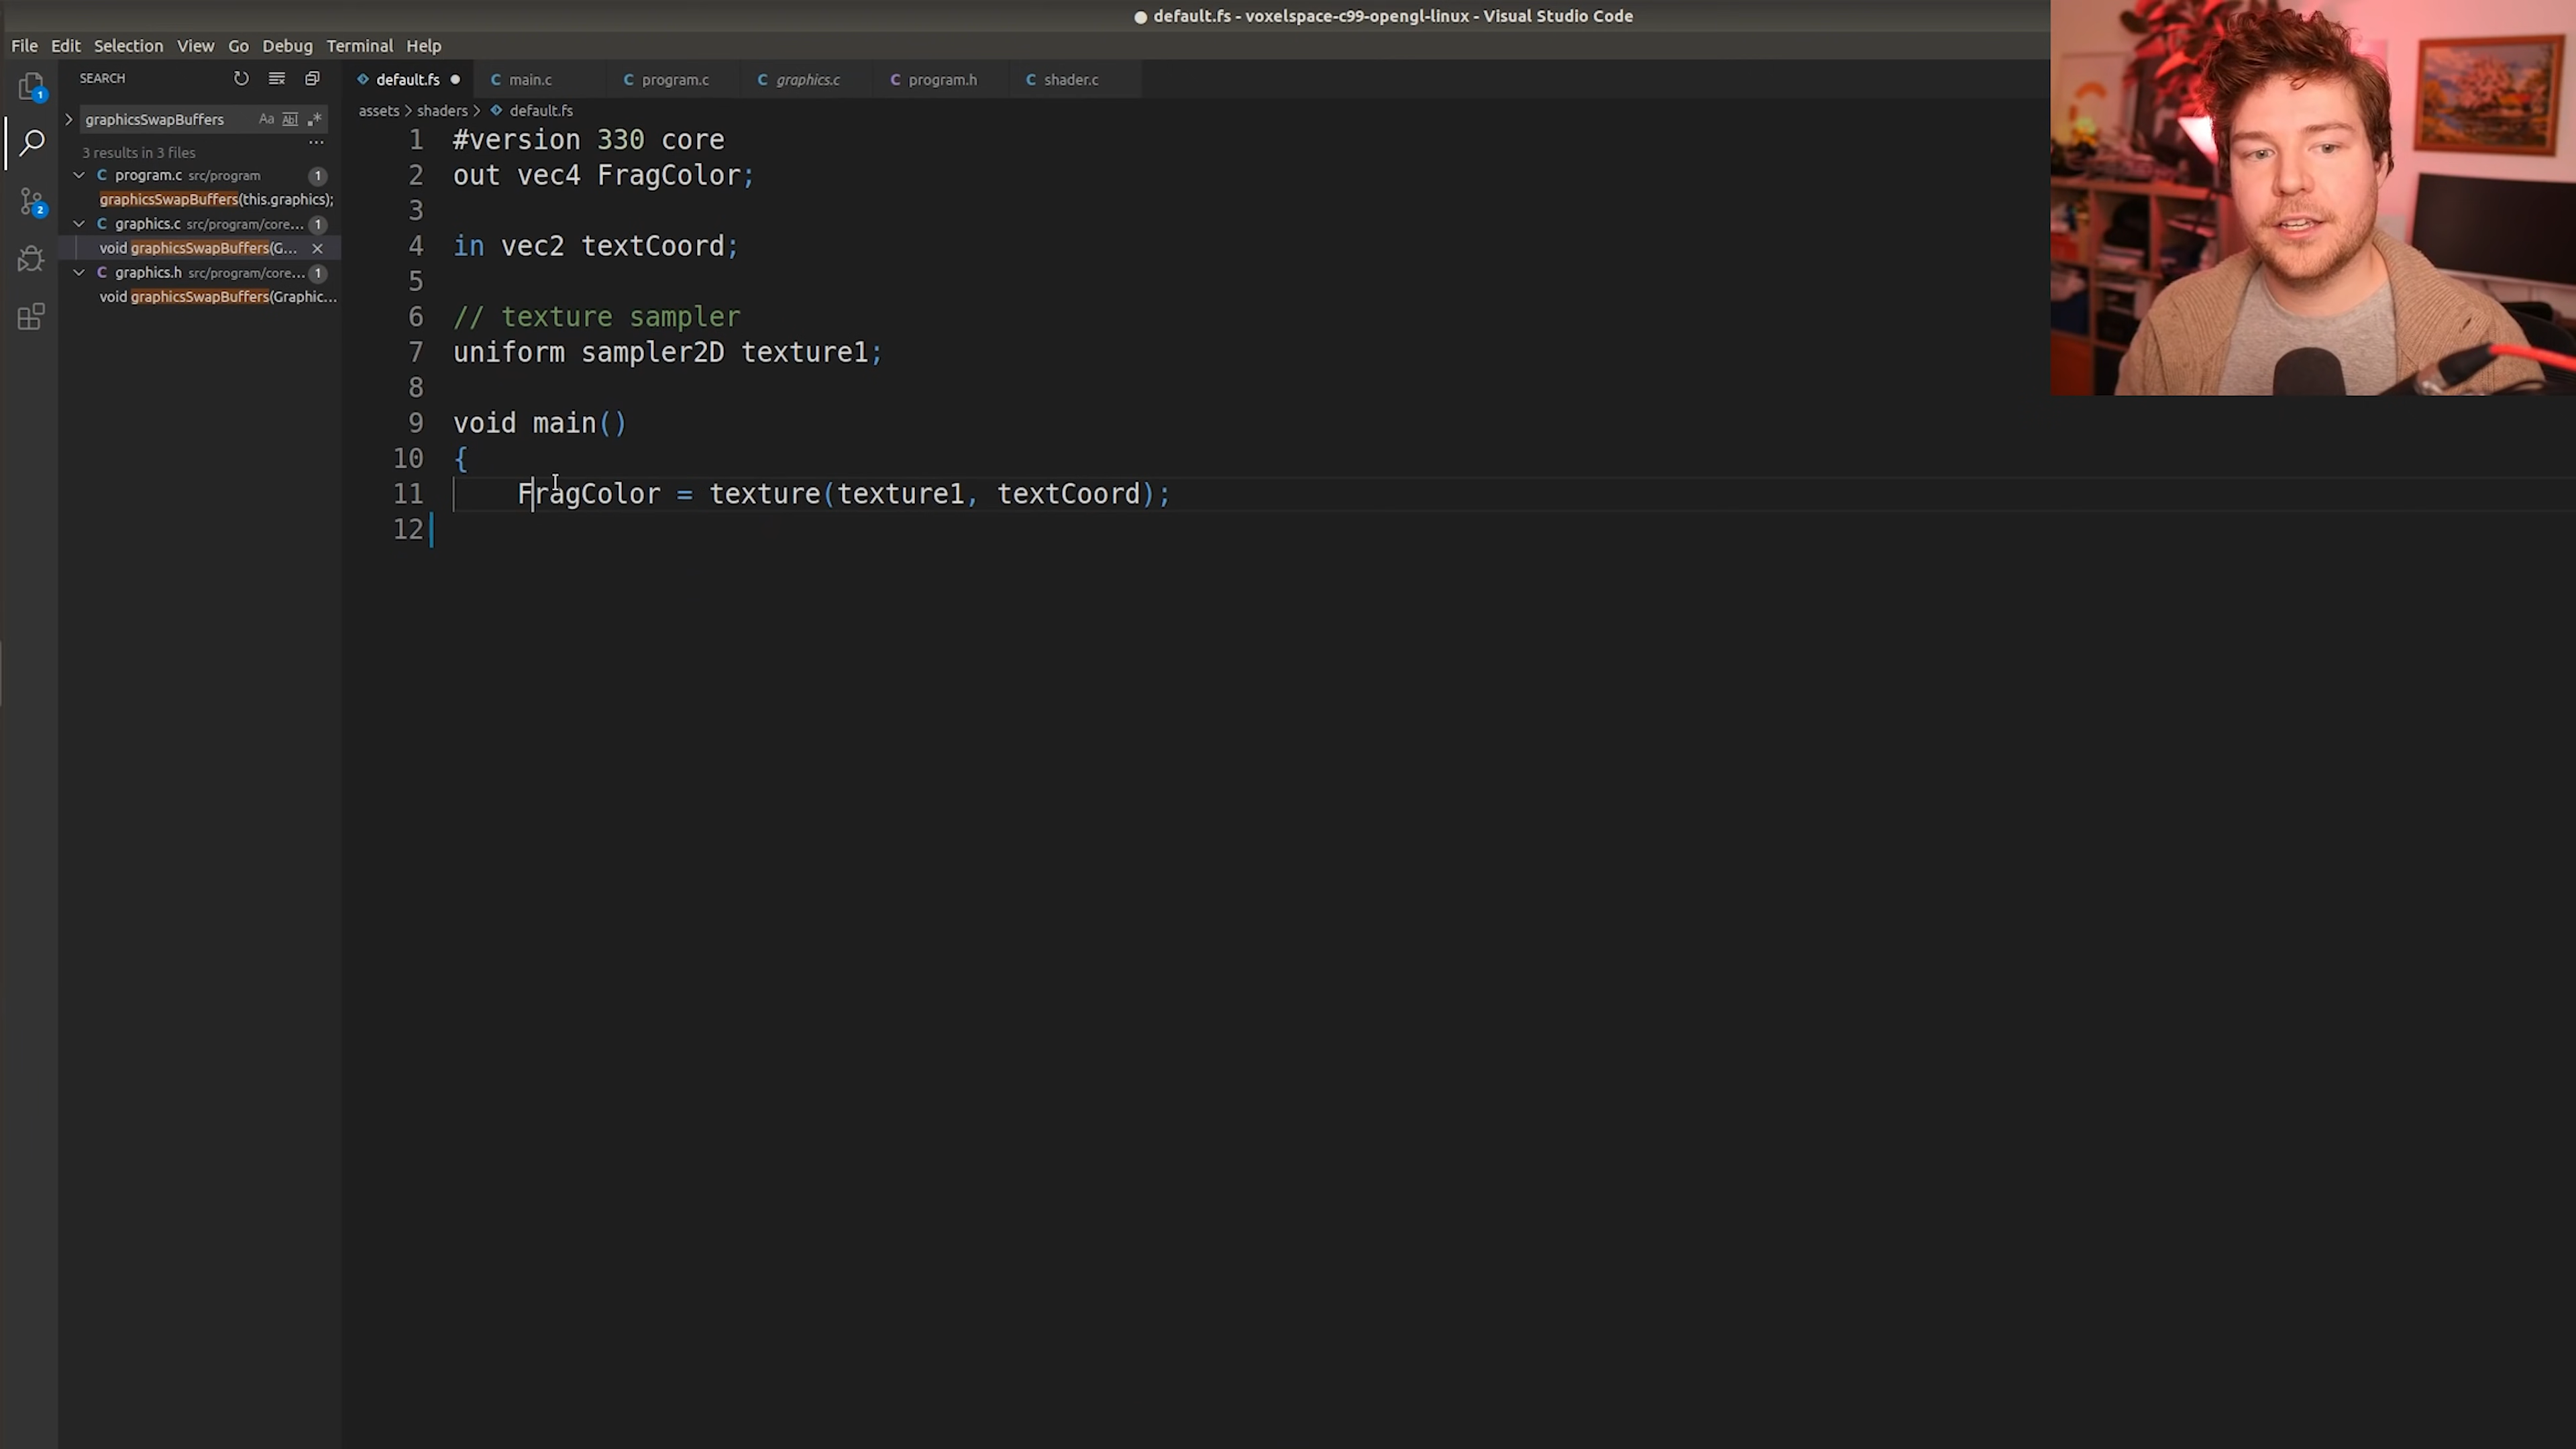 default.fs - voxelspace-c99-opengl-linux - Visual Studio Code
File Edit Selection View Go Debug Terminal Help
SEARCH
graphicsSwapBuffers Aa Abl .*
3 results in 3 files ...
program.c src/program 1
graphicsSwapBuffers(this.graphics);
graphics.c src/program/core... 1
void graphicsSwapBuffers(G...
graphics.h src/program/core... 1
void graphicsSwapBuffers(Graphic...
1
2
default.fs C main.c C program.c C graphics.c C program.h C shader.c
assets > shaders > default.fs
1 #version 330 core
2 out vec4 FragColor;
3
4 in vec2 textCoord;
5
6 // texture sampler
7 uniform sampler2D texture1;
8
9 void main()
10 {
11 FragColor = texture(texture1, textCoord);
12